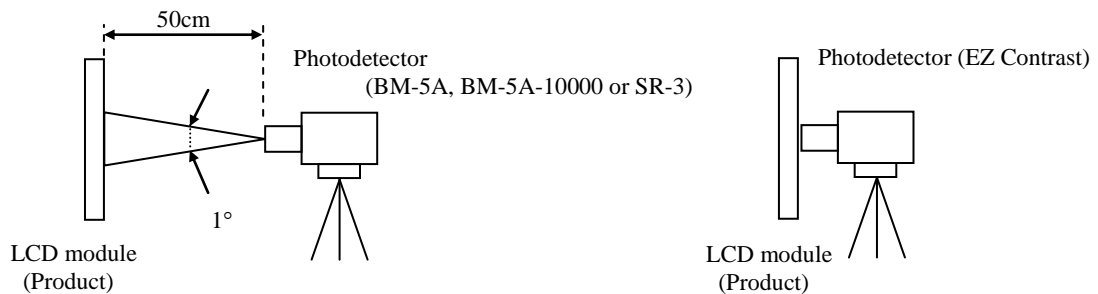 50cm
Photodetector
(BM-5A, BM-5A-10000 or SR-3)
1°
LCD module
(Product)
Photodetector (EZ Contrast)
LCD module
(Product)